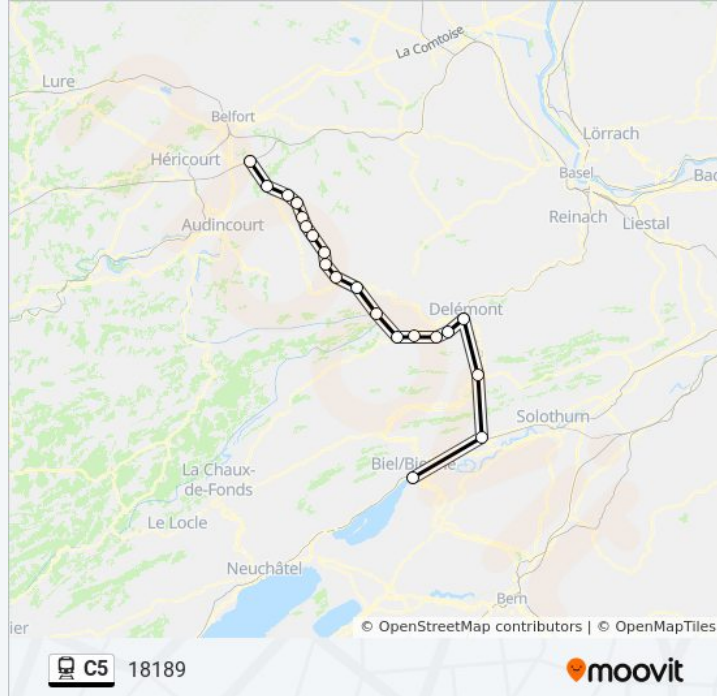 La Comtoise
Lure
Belfort
Lörrach
Héricourt
Basel
Bad
Reinach
Liestal
Audincourt
Delémont
Solothurn
Biel/Bienne
La Chaux-
de-Fonds
Le Locle
Neuchâtel
Bern
ier
© OpenStreetMap contributors | © OpenMapTiles
C5 18189 moovit